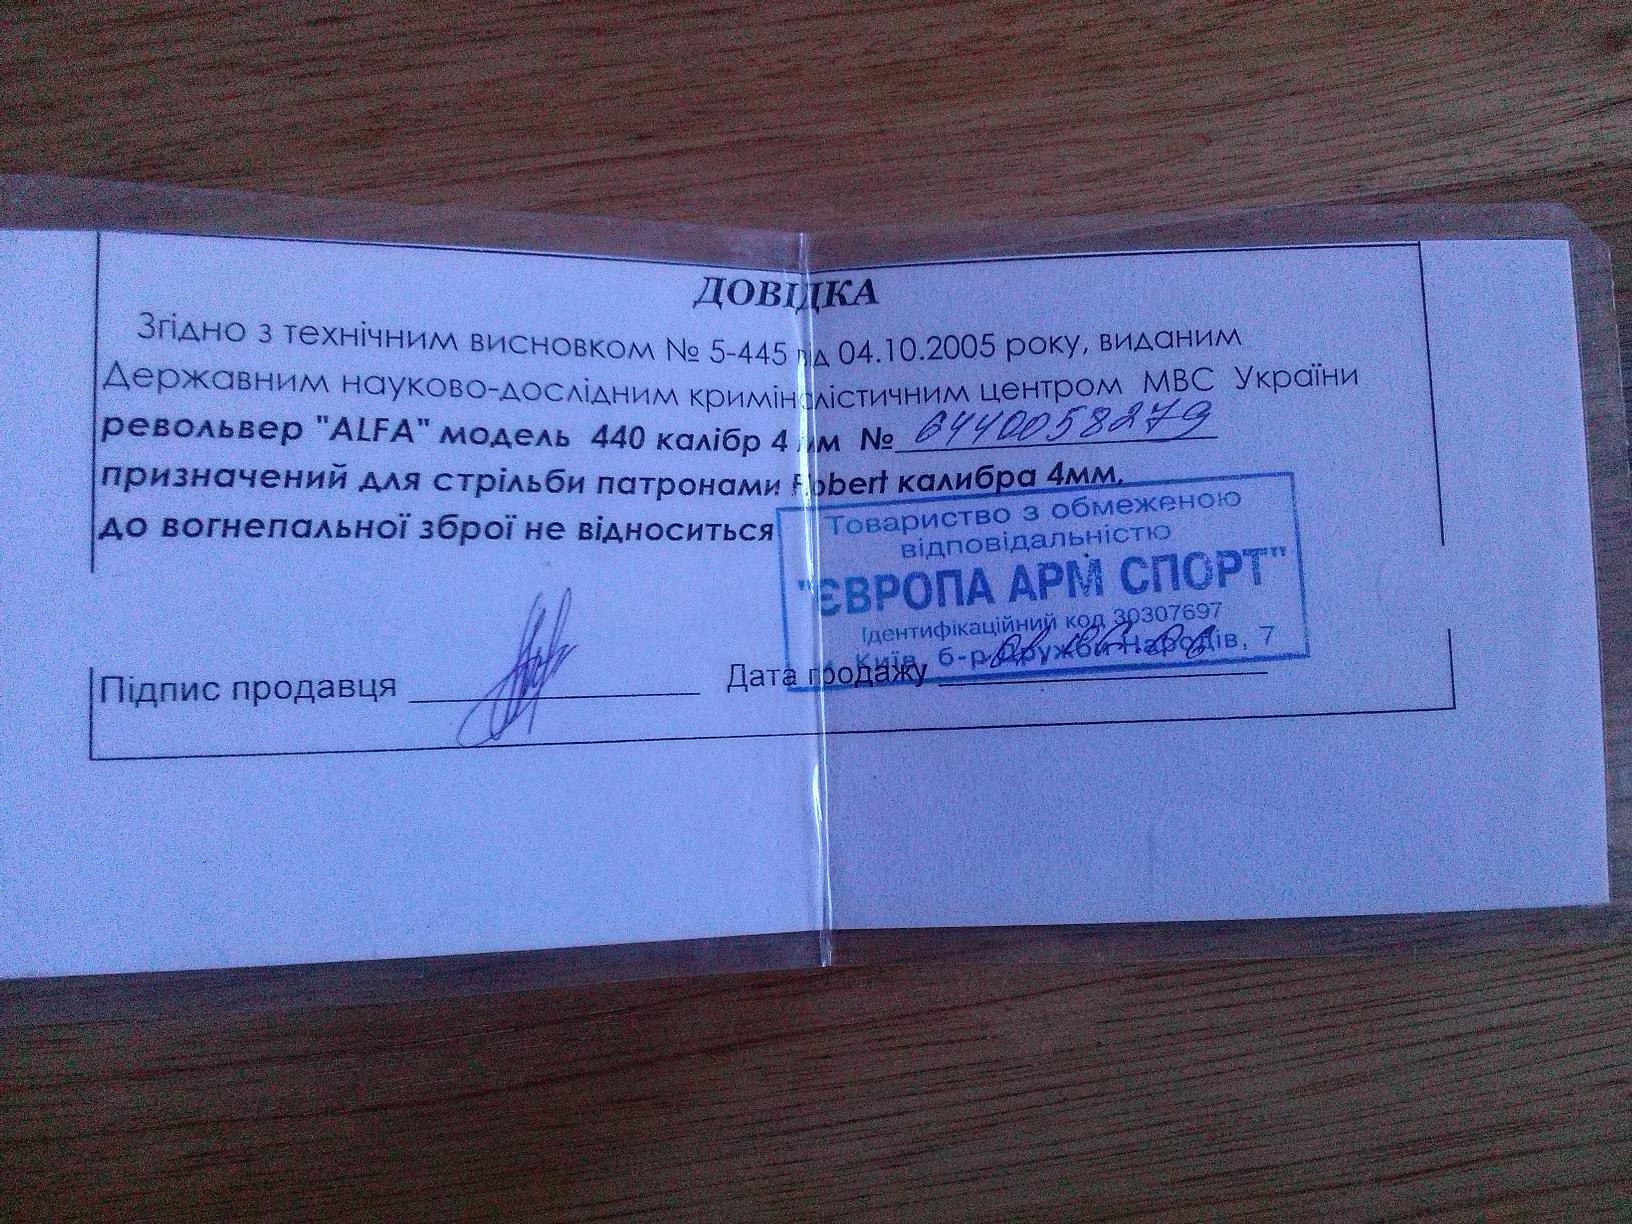 ДОВІДКА
Згідно з технічним висновком № 5-445 від 04.10.2005 року, виданим
Державним науково-дослідним криміналістичним центром МВС України
револьвер "ALFA" модель 440 калібр 4 мм № 6440058279
призначений для стрільби патронами Flobert калибра 4мм,
до вогнепальної зброї не відноситься
Товариство з обмеженою
відповідальністю
"ЄВРОПА АРМ СПОРТ"
Ідентифікаційний код 30307697
м. Київ, б-р Дружби Народів, 7
Підпис продавця Дата продажу